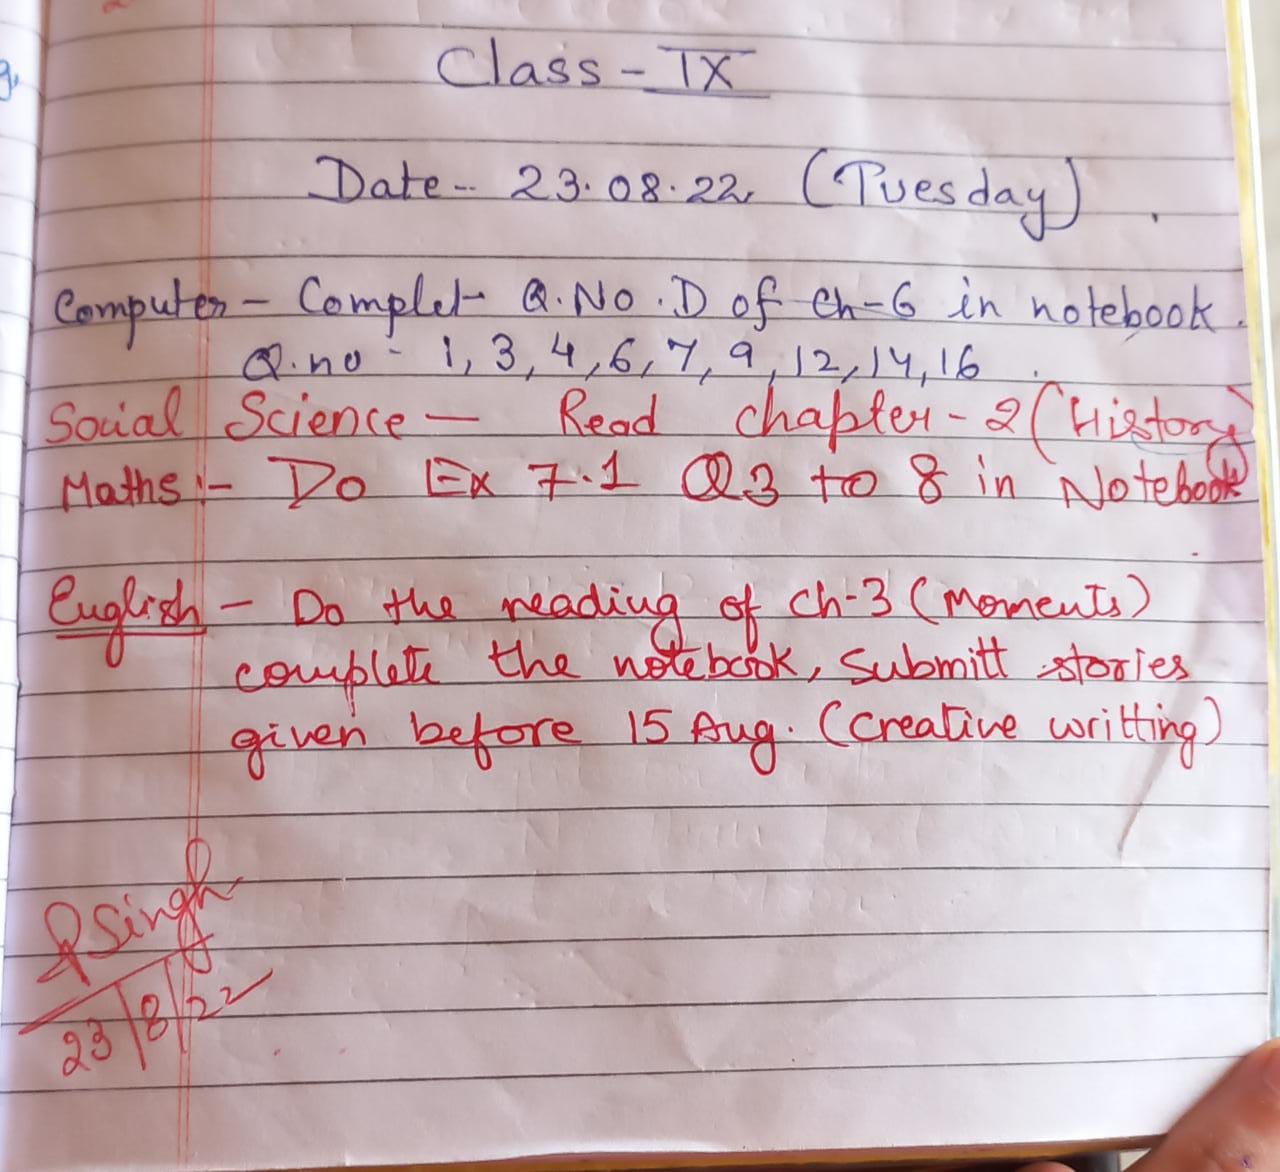 Class - IX
Date - 23.08.22 (Tuesday)
Computer - Complet Q.No.D of Ch-6 in notebook.
Q.no - 1, 3, 4, 6, 7, 9, 12, 14, 16.
Social Science - Read chapter-2 (History)
Maths :- Do Ex 7.1 Q3 to 8 in Notebook
English - Do the reading of ch-3 (Moments)
complete the notebook, Submitt stories
given before 15 Aug. (creative writting)
Singh
23/8/22